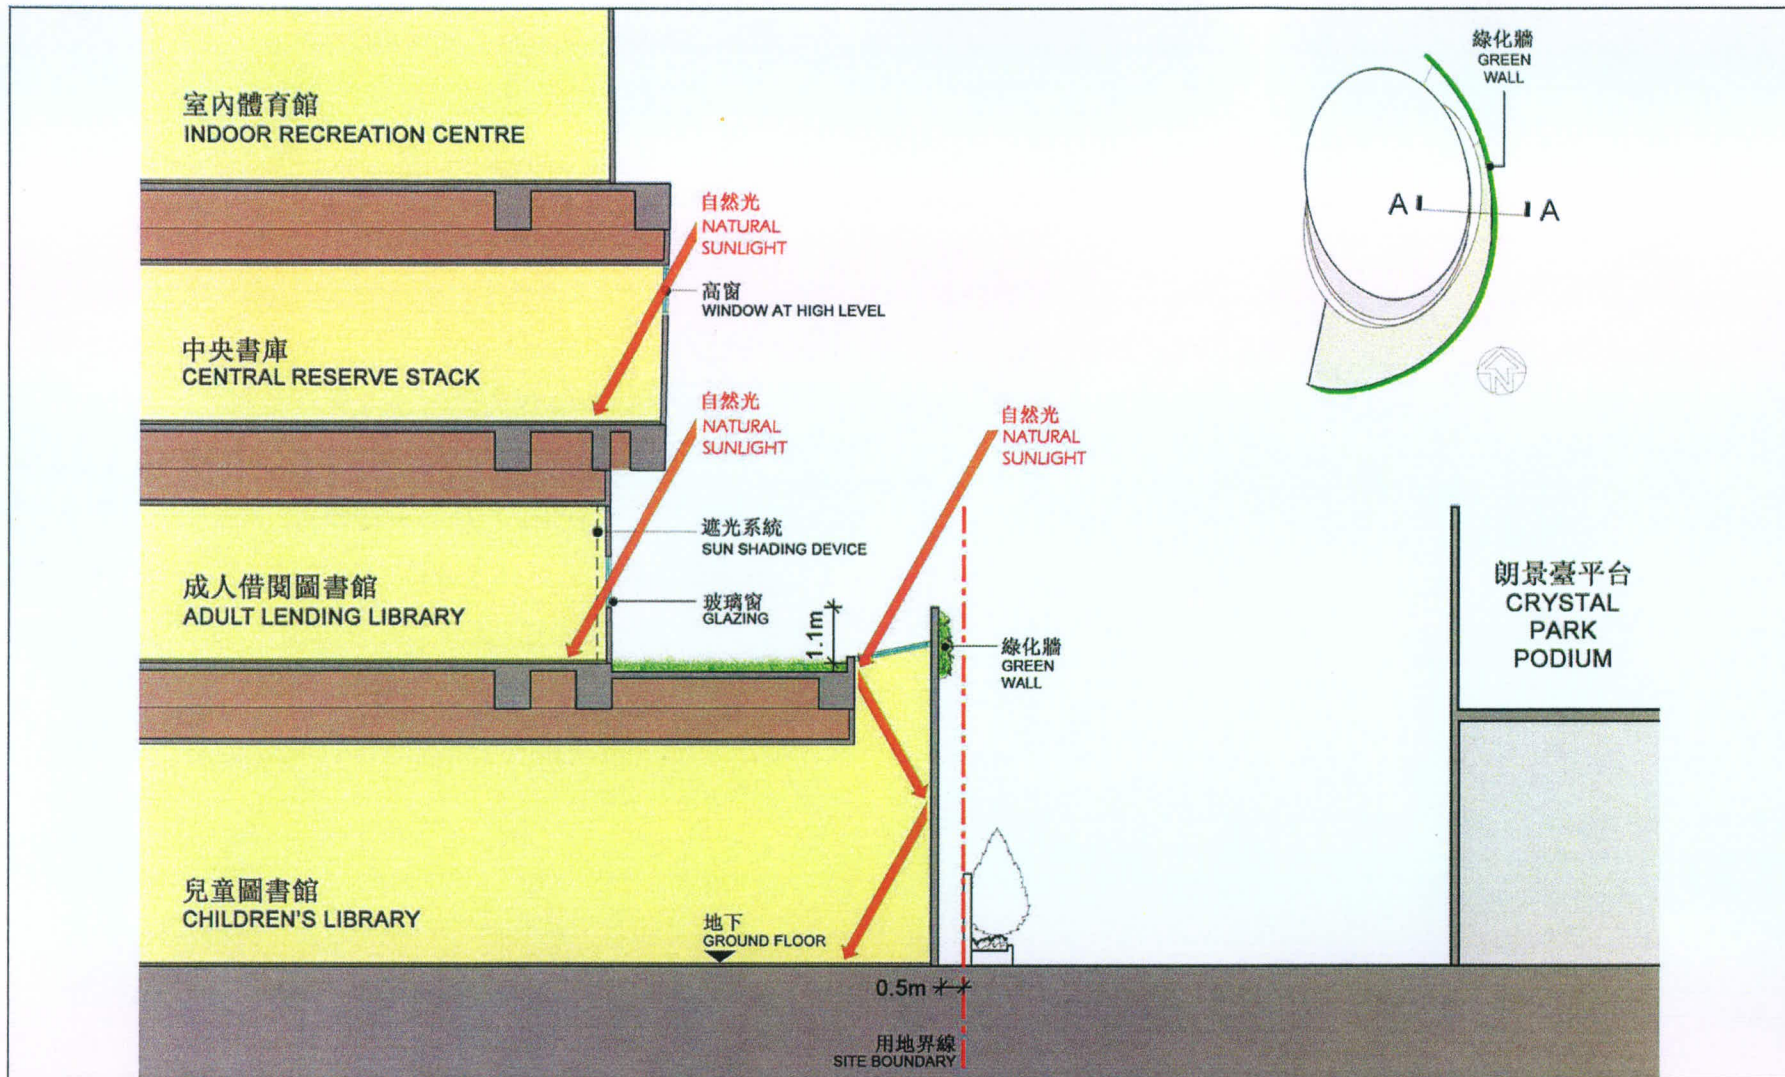 室內體育館
INDOOR RECREATION CENTRE
自然光
NATURAL
SUNLIGHT
高窗
WINDOW AT HIGH LEVEL
中央書庫
CENTRAL RESERVE STACK
自然光
NATURAL
SUNLIGHT
自然光
NATURAL
SUNLIGHT
遮光系統
SUN SHADING DEVICE
成人借閱圖書館
ADULT LENDING LIBRARY
玻璃窗
GLAZING
1.1m
綠化牆
GREEN
WALL
朗景臺平台
CRYSTAL
PARK
PODIUM
兒童圖書館
CHILDREN'S LIBRARY
地下
GROUND FLOOR
0.5m
用地界線
SITE BOUNDARY
綠化牆
GREEN
WALL
A A
N